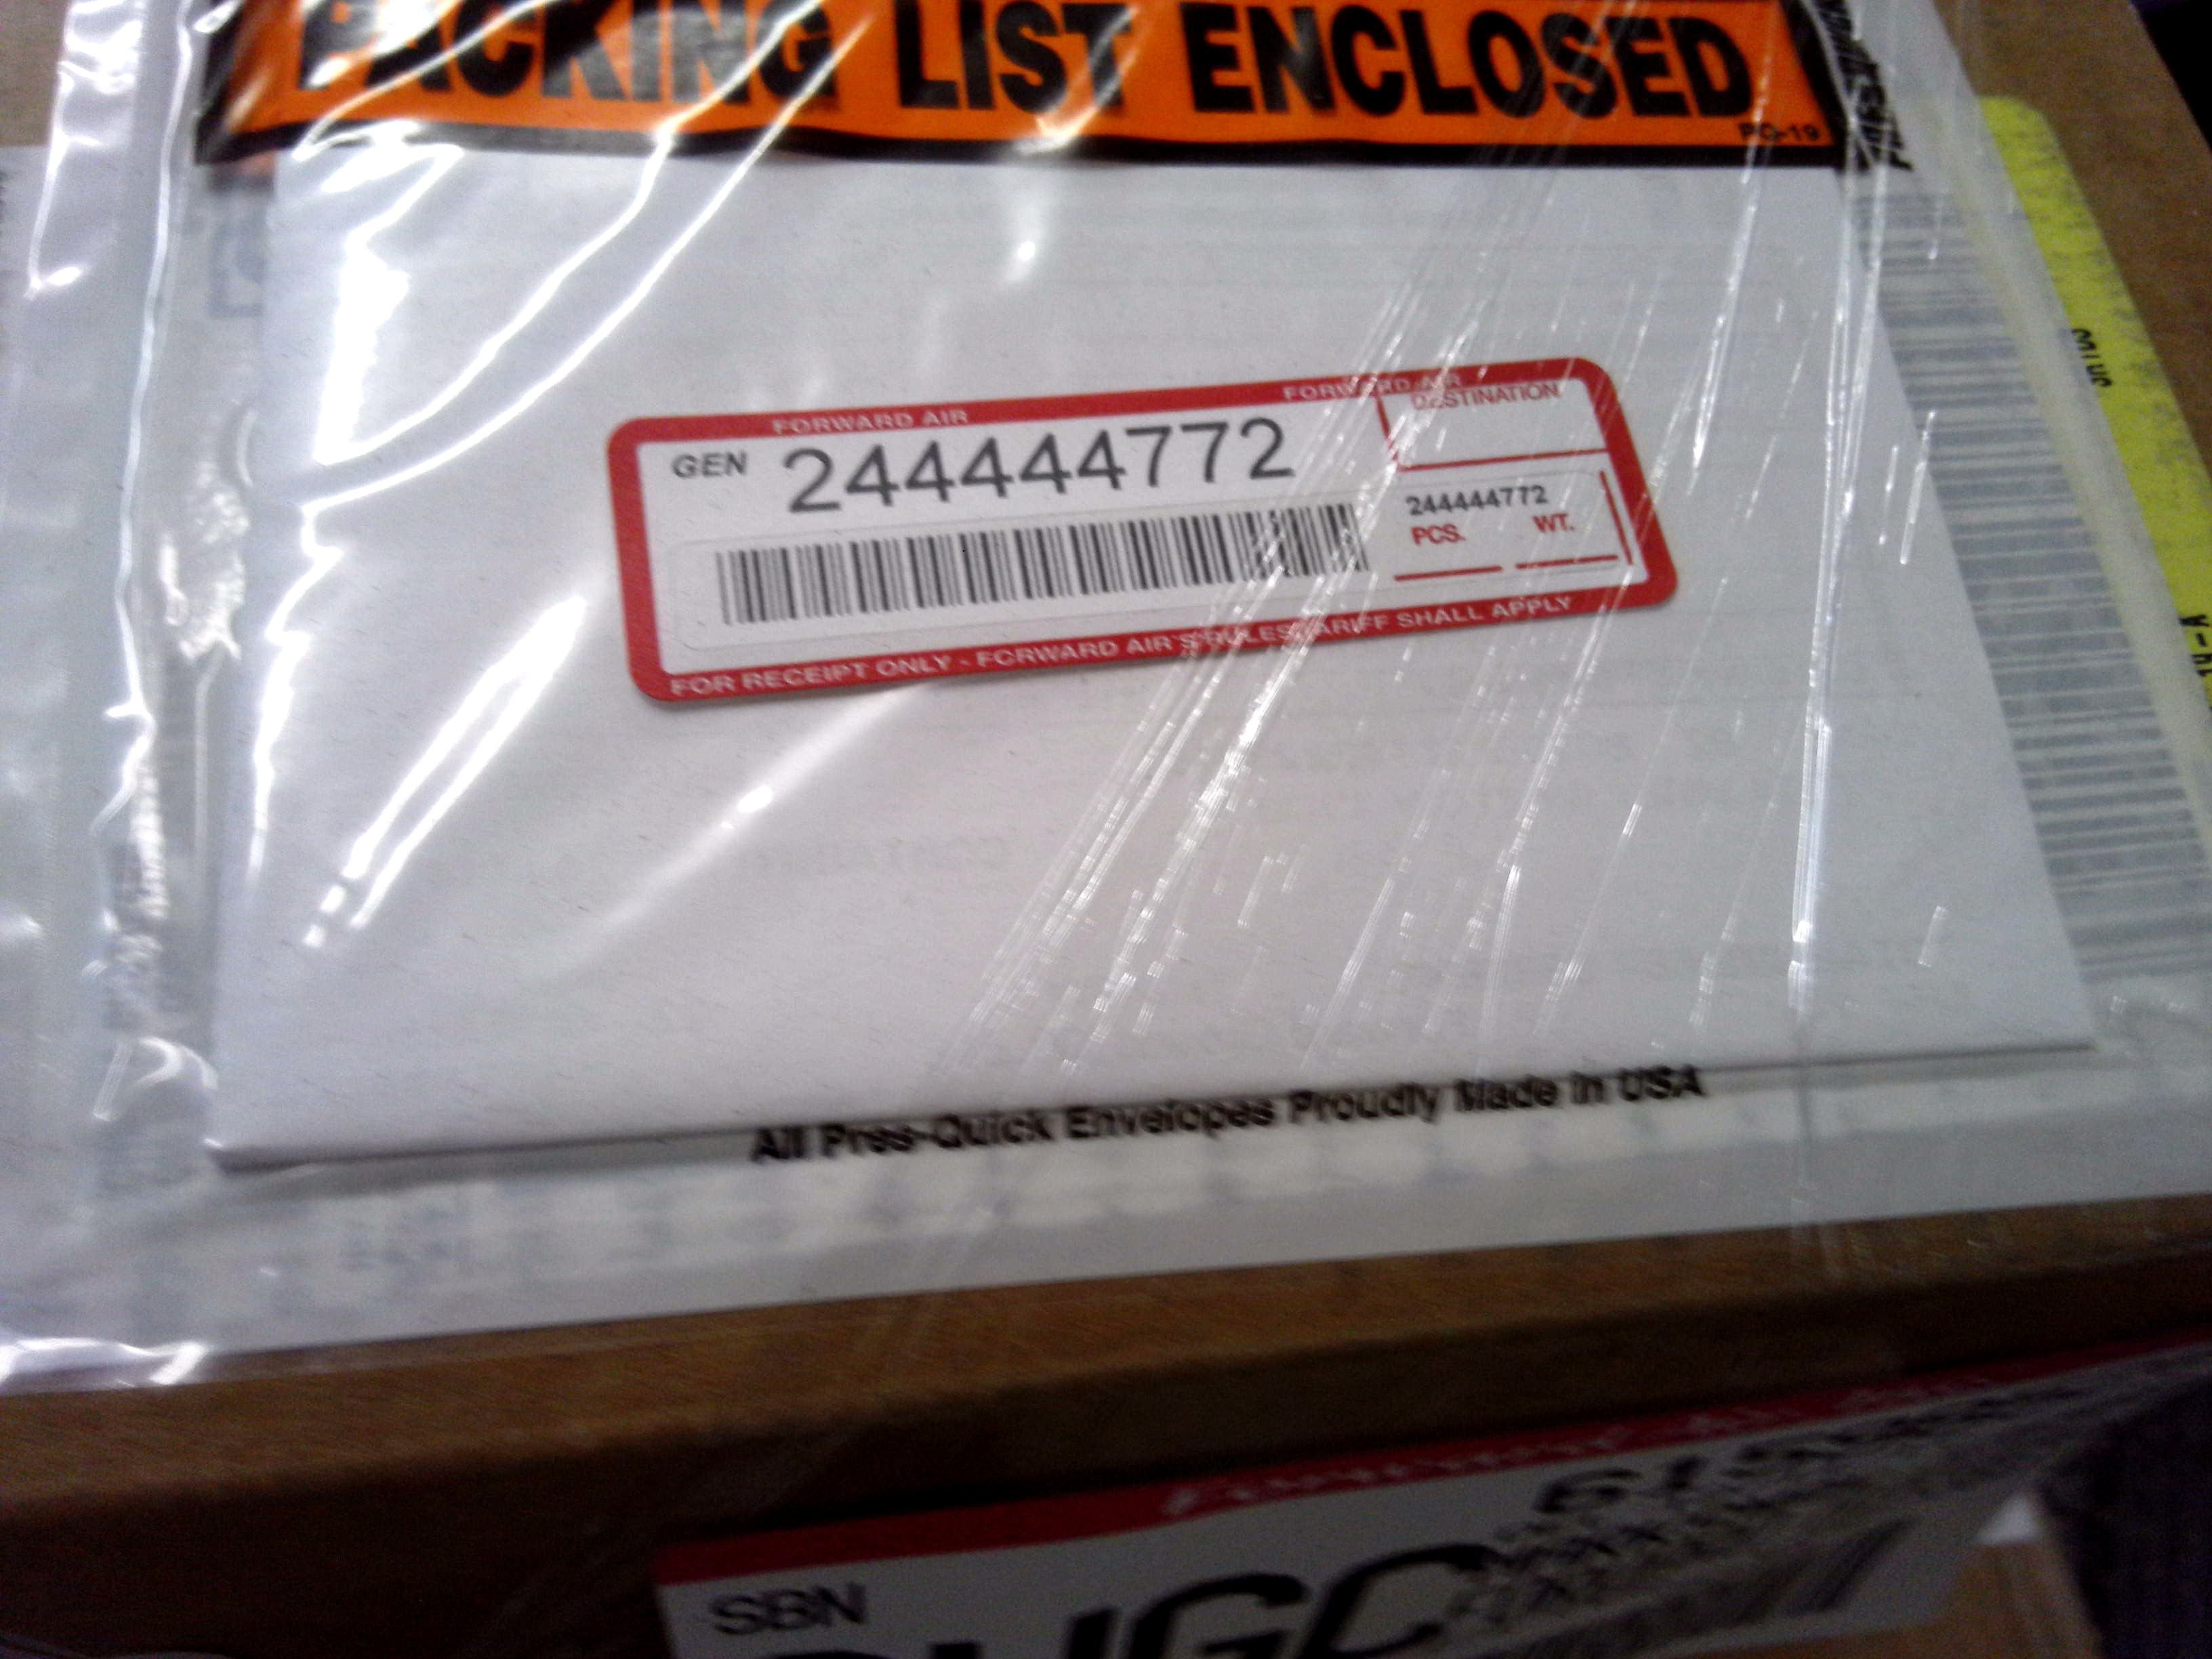 PACKING LIST ENCLOSED
PQ-19
FORWARD AIR FORWARD AIR
GEN 244444772
DESTINATION
244444772
PCS. WT.
FOR RECEIPT ONLY - FORWARD AIR'S RULES TARIFF SHALL APPLY
All Pres-Quick Envelopes Proudly Made in USA
SBN